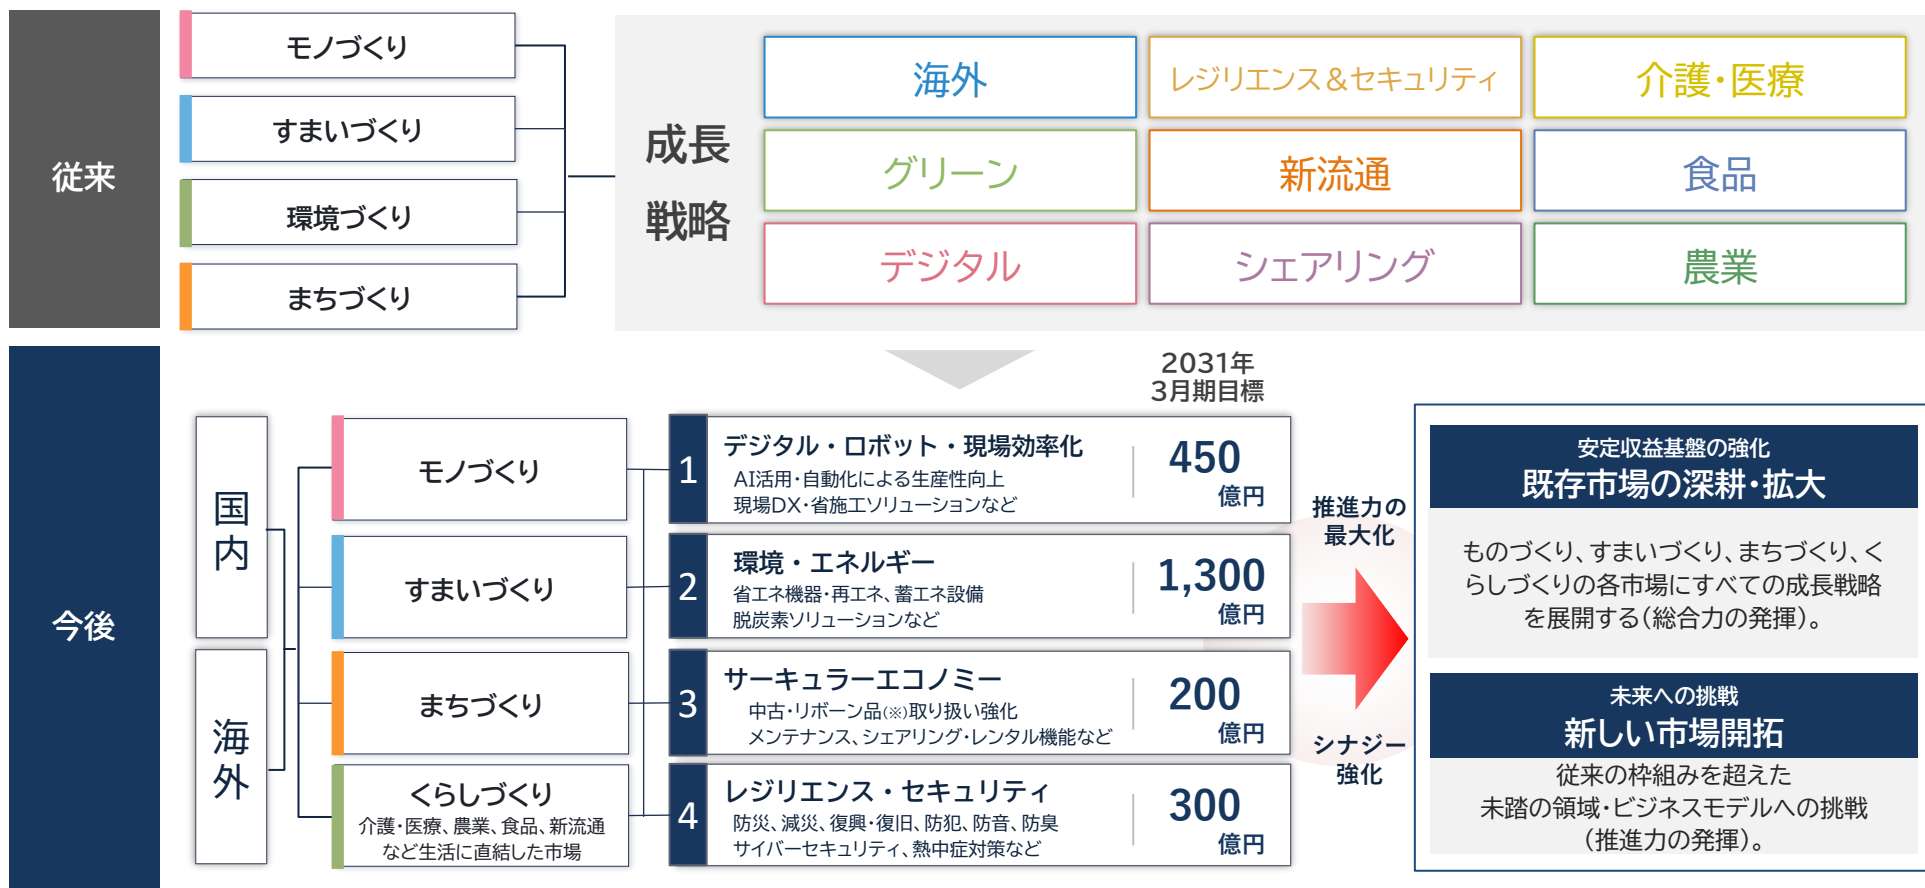 従来
モノづくり
すまいづくり
環境づくり
まちづくり
成長
戦略
海外
レジリエンス＆セキュリティ
介護・医療
グリーン
新流通
食品
デジタル
シェアリング
農業
今後
国内
海外
モノづくり
すまいづくり
まちづくり
くらしづくり
介護・医療、農業、食品、新流通
など生活に直結した市場
2031年
3月期目標
1
デジタル・ロボット・現場効率化
AI活用・自動化による生産性向上
現場DX・省施工ソリューションなど
450
億円
2
環境・エネルギー
省エネ機器・再エネ、蓄エネ設備
脱炭素ソリューションなど
1,300
億円
3
サーキュラーエコノミー
中古・リボーン品(※)取り扱い強化
メンテナンス、シェアリング・レンタル機能など
200
億円
4
レジリエンス・セキュリティ
防災、減災、復興・復旧、防犯、防音、防臭
サイバーセキュリティ、熱中症対策など
300
億円
推進力の
最大化
シナジー
強化
安定収益基盤の強化
既存市場の深耕・拡大
ものづくり、すまいづくり、まちづくり、く
らしづくりの各市場にすべての成長戦略
を展開する（総合力の発揮）。
未来への挑戦
新しい市場開拓
従来の枠組みを超えた
未踏の領域・ビジネスモデルへの挑戦
（推進力の発揮）。